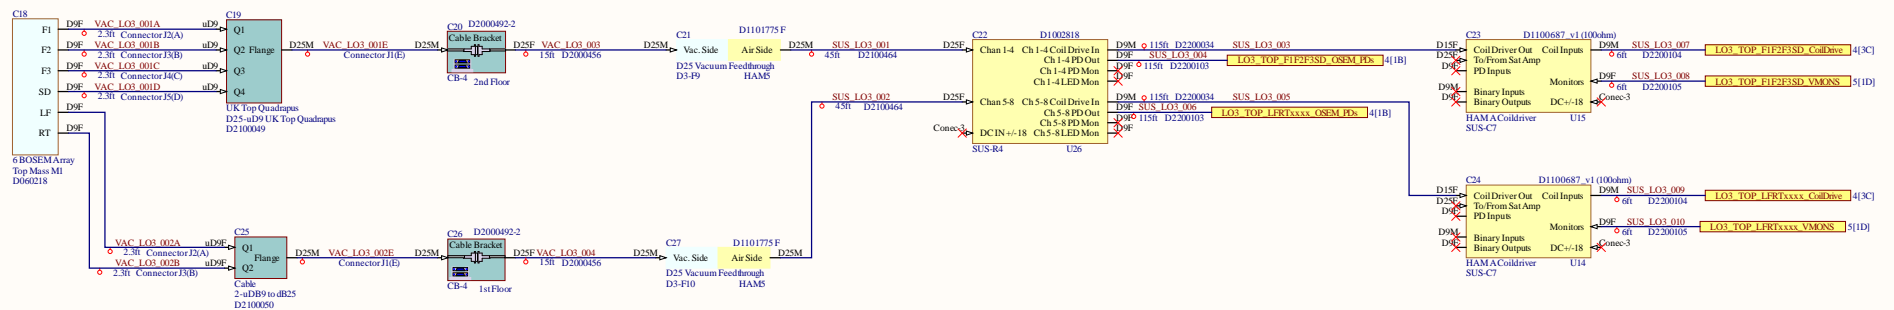 C18
F1
F2
F3
SD
LF
RT
6 BOSEM Array
Top Mass M1
D060218
D9F VAC_LO3_001A uD9
2.3ft Connector J2(A)
D9F VAC_LO3_001B uD9
2.3ft Connector J3(B)
D9F VAC_LO3_001C uD9
2.3ft Connector J4(C)
D9F VAC_LO3_001D uD9
2.3ft Connector J5(D)
D9F
D9F
C19
Q1
Q2 Flange
Q3
Q4
UK Top Quadrapus
D25-uD9 UK Top Quadrapus
D2100049
D25M VAC_LO3_001E D25M
Connector J1(E)
C20 D2000492-2
Cable Bracket
CB-4 2nd Floor
D25F VAC_LO3_003 D25M
15ft D2000456
C21 D1101775 F
Vac. Side Air Side
D25 Vacuum Feedthrough
D3-F9 HAM5
D25M SUS_LO3_001 D25F
45ft D2100464
SUS_LO3_002 D25F
45ft D2100464
Conec-3
C22 D1002818
Chan 1-4 Ch 1-4 Coil Drive In
Ch 1-4 PD Out
Ch 1-4 PD Mon
Ch 1-4 LED Mon
Chan 5-8 Ch 5-8 Coil Drive In
Ch 5-8 PD Out
Ch 5-8 PD Mon
DC IN +/-18 Ch 5-8 LED Mon
SUS-R4 U26
D9M 115ft D2200034 SUS_LO3_003 D15F
D9F SUS_LO3_004
115ft D2200103
LO3_TOP_F1F2F3SD_OSEM_PDs 4[1B]
D9F
D9F
D9M 115ft D2200034 SUS_LO3_005
D9F SUS_LO3_006
115ft D2200103
LO3_TOP_LFRTxxxx_OSEM_PDs 4[1B]
D9F
D9F
C23 D1100687_v1 (100ohm)
D25F
D9F
D9M
D9F
Coil Driver Out Coil Inputs
To/From Sat Amp
PD Inputs
Monitors
Binary Inputs
Binary Outputs DC+/-18
HAM A Coildriver U15
SUS-C7
D9M SUS_LO3_007
6ft D2200104
LO3_TOP_F1F2F3SD_CoilDrive 4[3C]
D9F SUS_LO3_008
6ft D2200105
LO3_TOP_F1F2F3SD_VMONS 5[1D]
Conec-3
C24 D1100687_v1 (100ohm)
D15F
D25F
D9F
D9M
D9F
Coil Driver Out Coil Inputs
To/From Sat Amp
PD Inputs
Monitors
Binary Inputs
Binary Outputs DC+/-18
HAM A Coildriver U14
SUS-C7
D9M SUS_LO3_009
6ft D2200104
LO3_TOP_LFRTxxxx_CoilDrive 4[3C]
D9F SUS_LO3_010
6ft D2200105
LO3_TOP_LFRTxxxx_VMONS 5[1D]
Conec-3
VAC_LO3_002A uD9F
2.3ft Connector J2(A)
VAC_LO3_002B uD9F
2.3ft Connector J3(B)
C25
Q1
Flange
Q2
Cable
2-uDB9 to dB25
D2100050
D25M VAC_LO3_002E D25M
Connector J1(E)
C26 D2000492-2
Cable Bracket
CB-4 1st Floor
D25F VAC_LO3_004 D25M
15ft D2000456
C27 D1101775 F
Vac. Side Air Side
D25M
D25 Vacuum Feedthrough
D3-F10 HAM5